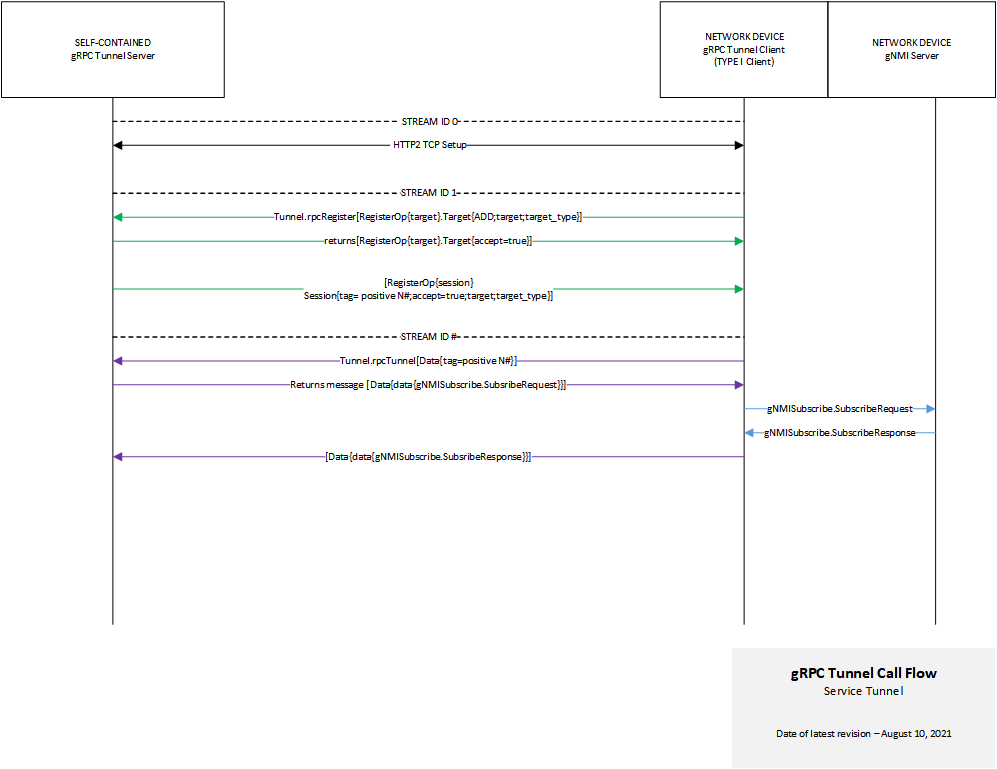 SELF-CONTAINED
gRPC Tunnel Server
NETWORK DEVICE
gRPC Tunnel Client
(TYPE I Client)
NETWORK DEVICE
gNMI Server
STREAM ID 0
HTTP2 TCP Setup
STREAM ID 1
Tunnel.rpcRegister[RegisterOp{target}.Target{ADD;target;target_type}]
returns[RegisterOp{target}.Target{accept=true}]
[RegisterOp{session}
Session{tag= positive N#;accept=true;target;target_type}]
STREAM ID #
Tunnel.rpcTunnel[Data{tag=positive N#}]
Returns message [Data{data{gNMISubscribe.SubsribeRequest}}]
gNMISubscribe.SubscribeRequest
gNMISubscribe.SubscribeResponse
[Data{data{gNMISubscribe.SubsribeResponse}}]
gRPC Tunnel Call Flow
Service Tunnel
Date of latest revision – August 10, 2021